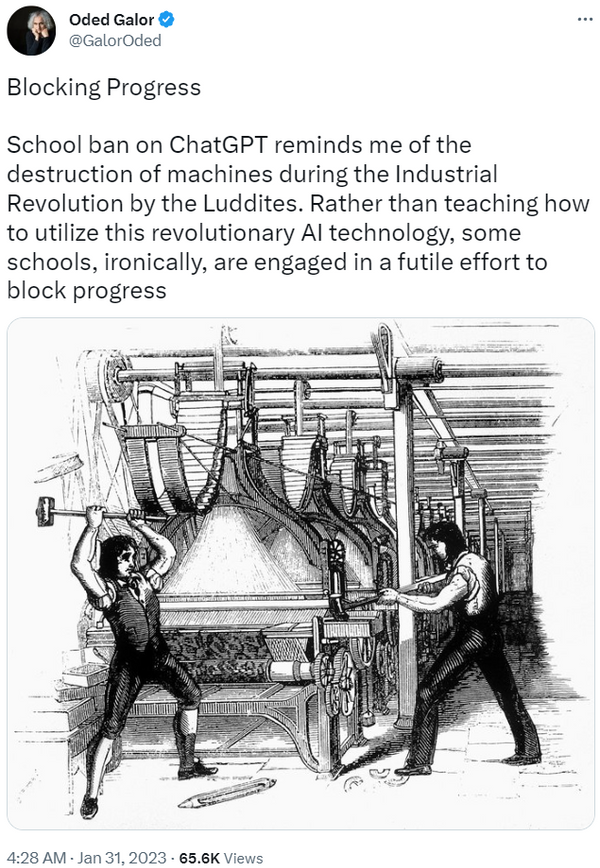 Oded Galor
@GalorOded
Blocking Progress
School ban on ChatGPT reminds me of the
destruction of machines during the Industrial
Revolution by the Luddites. Rather than teaching how
to utilize this revolutionary AI technology, some
schools, ironically, are engaged in a futile effort to
block progress
4:28 AM · Jan 31, 2023 · 65.6K Views